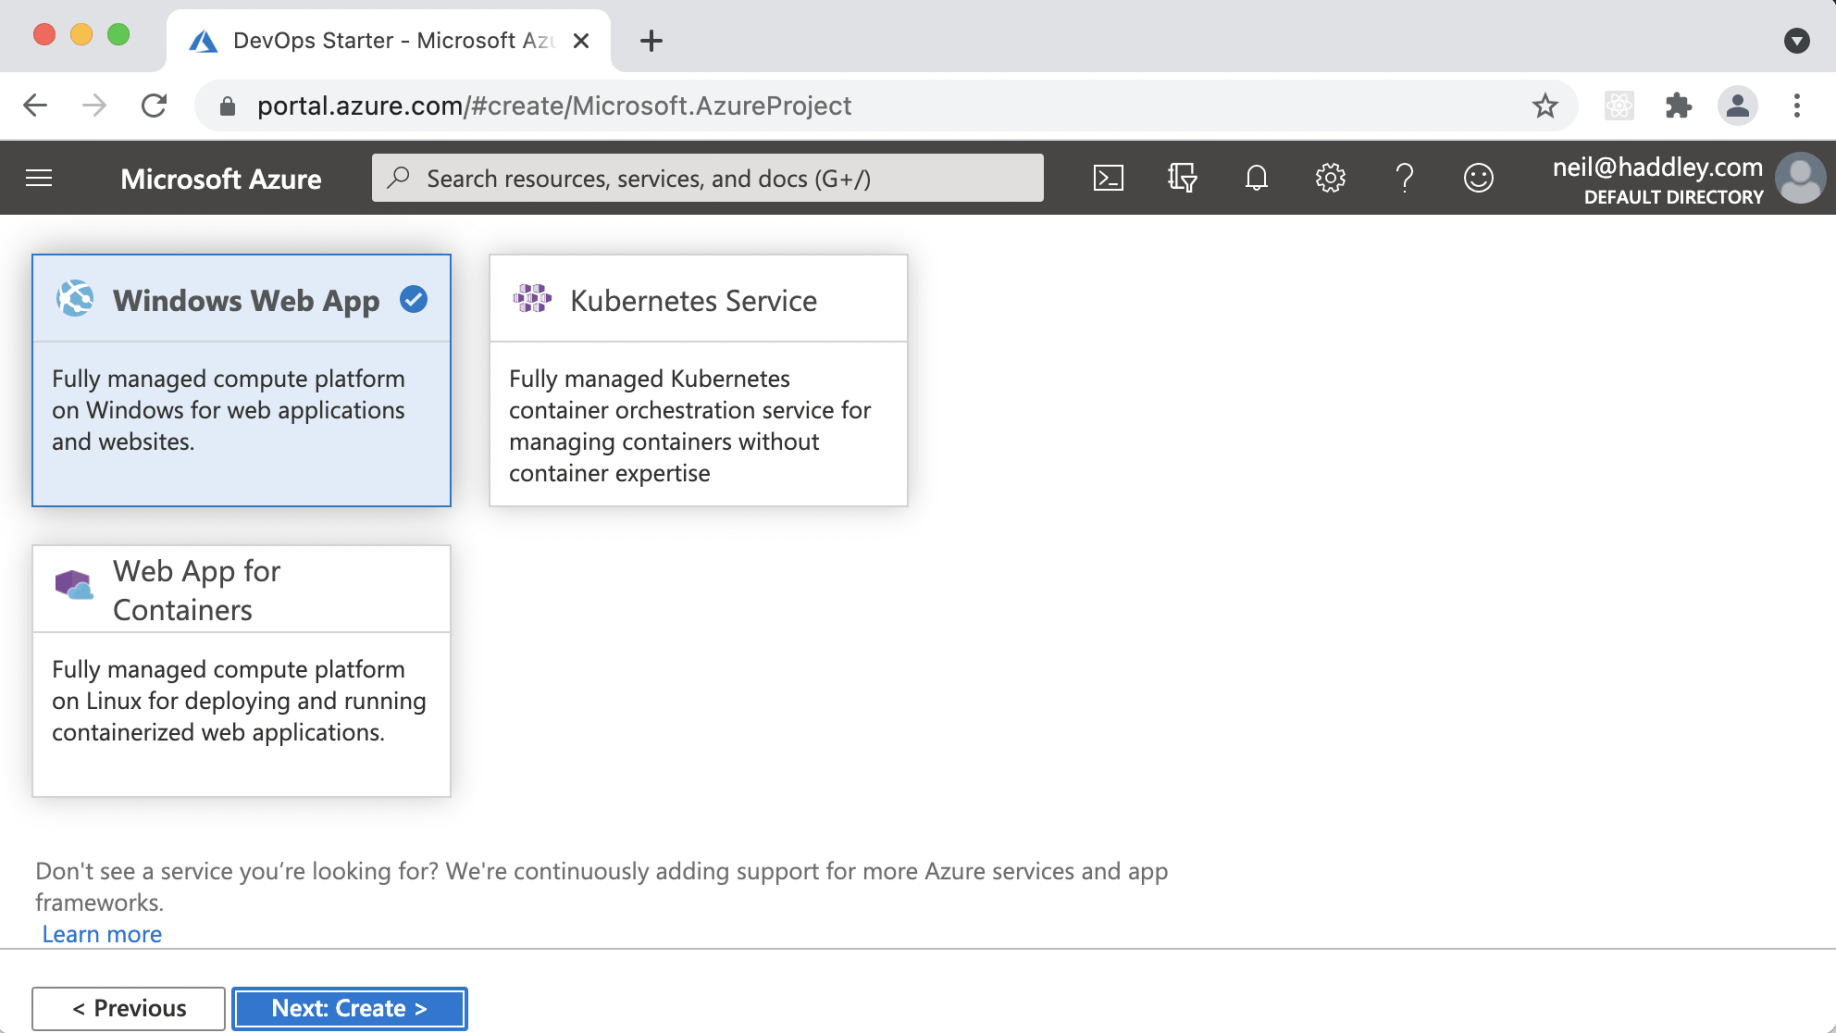 DevOps Starter - Microsoft Azu
portal.azure.com/#create/Microsoft.AzureProject
Microsoft Azure
Search resources, services, and docs (G+/)
neil@haddley.com
DEFAULT DIRECTORY
Windows Web App
Fully managed compute platform
on Windows for web applications
and websites.
Kubernetes Service
Fully managed Kubernetes
container orchestration service for
managing containers without
container expertise
Web App for
Containers
Fully managed compute platform
on Linux for deploying and running
containerized web applications.
Don't see a service you’re looking for? We're continuously adding support for more Azure services and app
frameworks.
Learn more
< Previous
Next: Create >